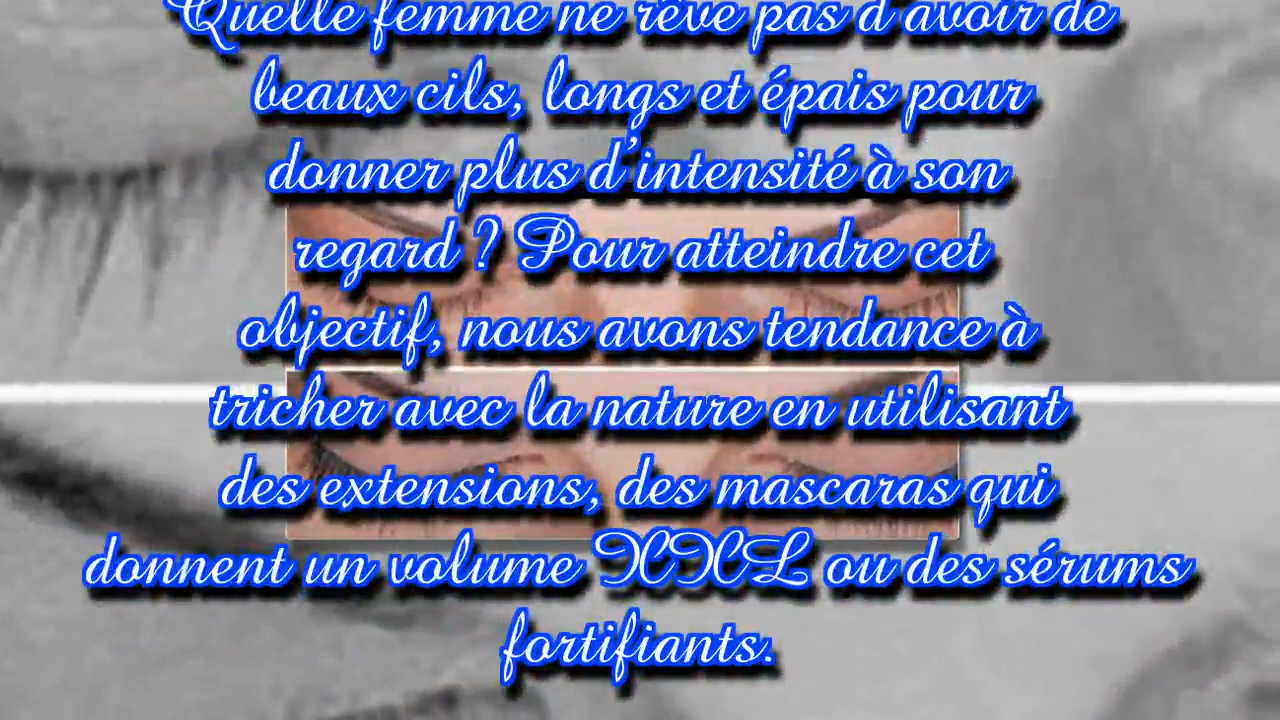 Quelle femme ne rêve pas d'avoir de
beaux cils, longs et épais pour
donner plus d'intensité à son
regard ? Pour atteindre cet
objectif, nous avons tendance à
tricher avec la nature en utilisant
des extensions, des mascaras qui
donnent un volume XXL ou des sérums
fortifiants.